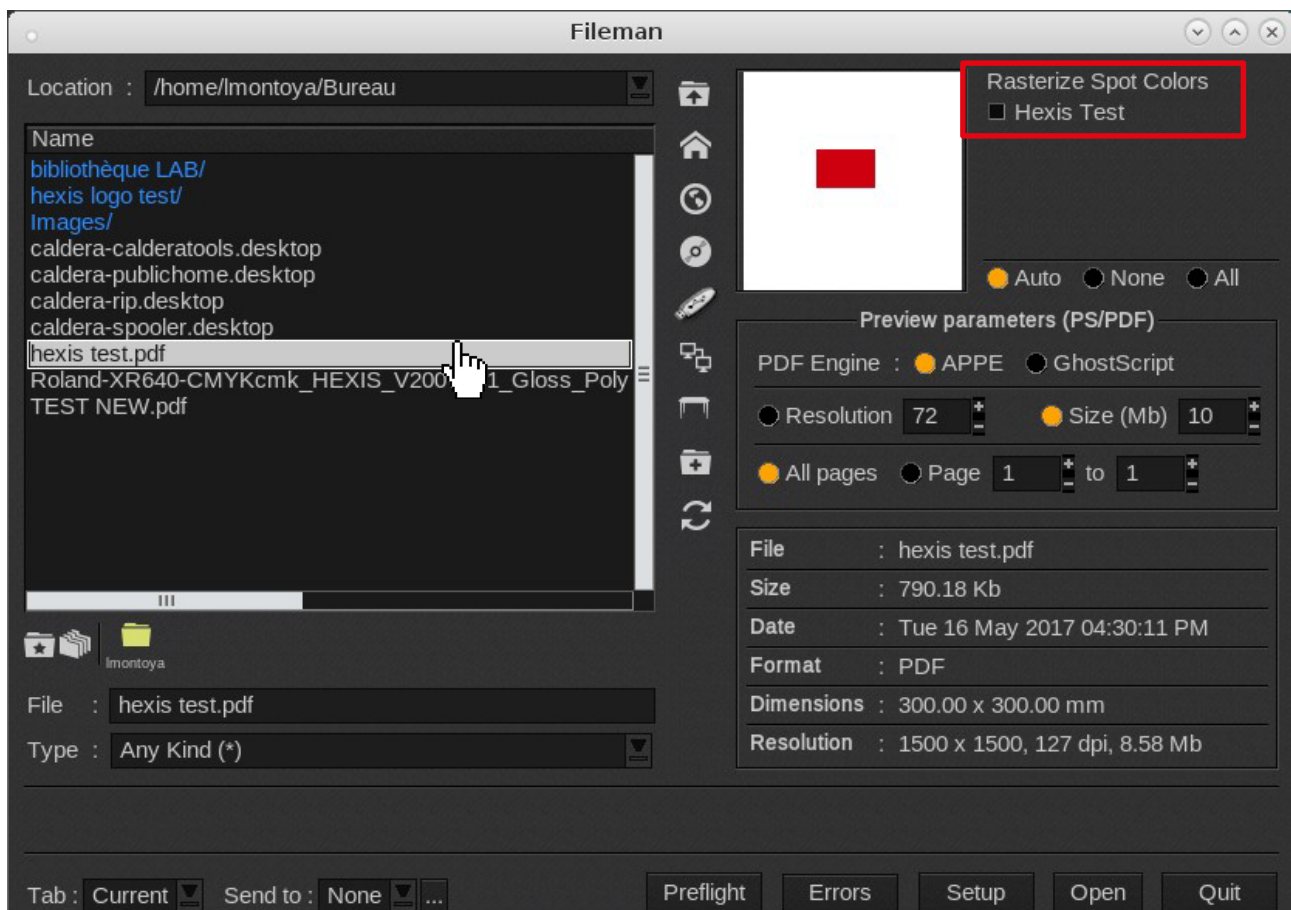 Fileman
Location : /home/lmontoya/Bureau
Name
bibliothèque LAB/
hexis logo test/
Images/
caldera-calderatools.desktop
caldera-publichome.desktop
caldera-rip.desktop
caldera-spooler.desktop
hexis test.pdf
Roland-XR640-CMYKcmk_HEXIS_V200 1_Gloss_Poly
TEST NEW.pdf
lmontoya
File : hexis test.pdf
Type : Any Kind (*)
Rasterize Spot Colors
Hexis Test
Auto None All
Preview parameters (PS/PDF)
PDF Engine : APPE GhostScript
Resolution 72 Size (Mb) 10
All pages Page 1 to 1
File : hexis test.pdf
Size : 790.18 Kb
Date : Tue 16 May 2017 04:30:11 PM
Format : PDF
Dimensions : 300.00 x 300.00 mm
Resolution : 1500 x 1500, 127 dpi, 8.58 Mb
Tab : Current Send to : None ... Preflight Errors Setup Open Quit